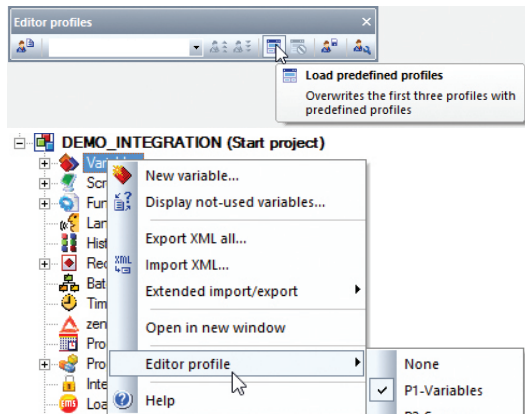 Editor profiles
Load predefined profiles
Overwrites the first three profiles with
predefined profiles
DEMO_INTEGRATION (Start project)
New variable...
Display not-used variables...
Export XML all...
XML
Import XML...
Extended import/export
Open in new window
Editor profile
Help
None
P1-Variables
ems